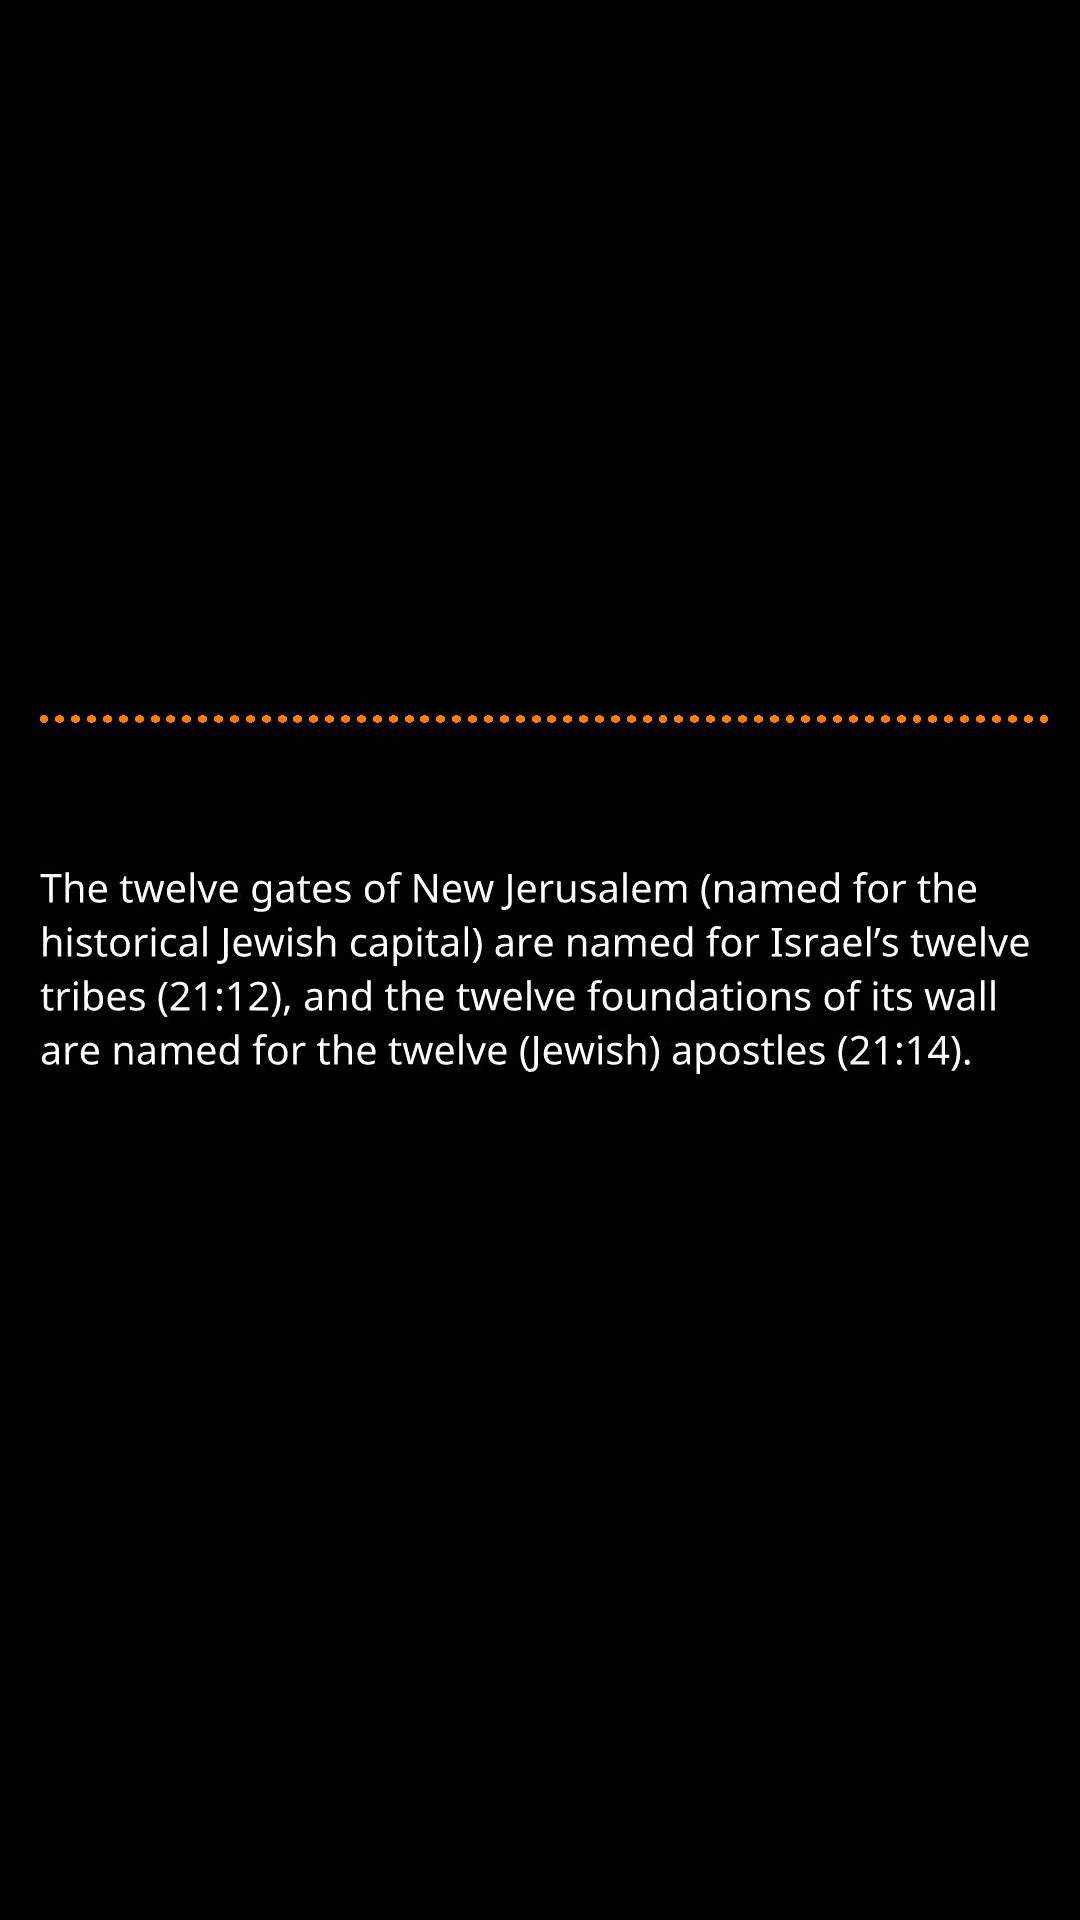 The twelve gates of New Jerusalem (named for the
historical Jewish capital) are named for Israel’s twelve
tribes (21:12), and the twelve foundations of its wall
are named for the twelve (Jewish) apostles (21:14).